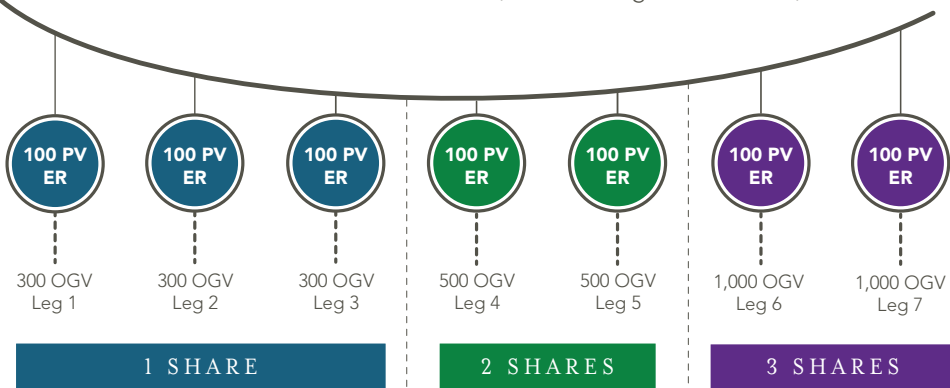 100 PV
ER
100 PV
ER
100 PV
ER
100 PV
ER
100 PV
ER
100 PV
ER
100 PV
ER
300 OGV
Leg 1
300 OGV
Leg 2
300 OGV
Leg 3
500 OGV
Leg 4
500 OGV
Leg 5
1,000 OGV
Leg 6
1,000 OGV
Leg 7
1 SHARE
2 SHARES
3 SHARES